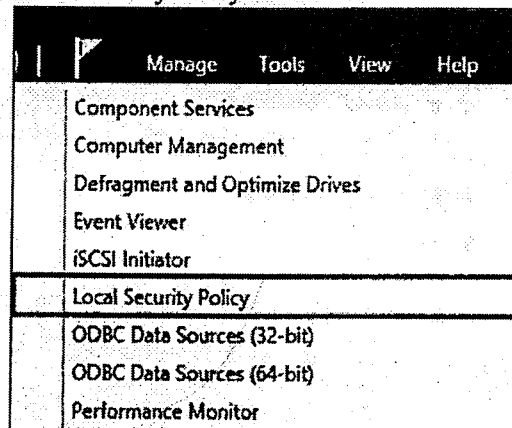 Manage Tools View Help
Component Services
Computer Management
Defragment and Optimize Drives
Event Viewer
iSCSI Initiator
Local Security Policy
ODBC Data Sources (32-bit)
ODBC Data Sources (64-bit)
Performance Monitor